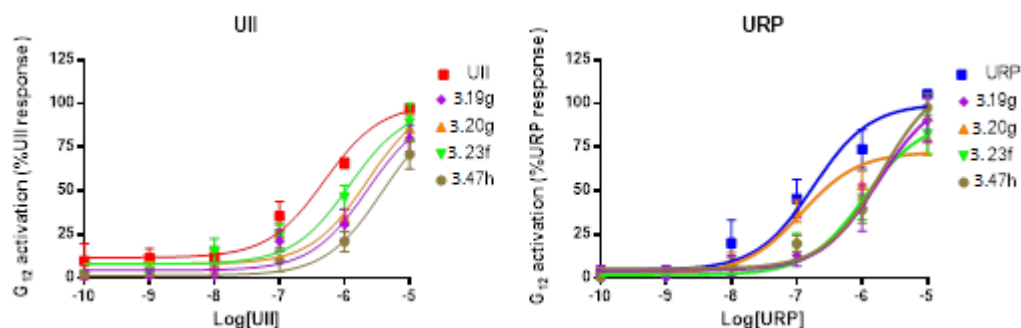 UII
G12 activation (%UII response)
125
100
75
50
25
0
-10 -9 -8 -7 -6 -5
Log[UII]
UII
3.19g
3.20g
3.23f
3.47h
URP
G12 activation (%URP response)
125
100
75
50
25
0
-10 -9 -8 -7 -6 -5
Log[URP]
URP
3.19g
3.20g
3.23f
3.47h